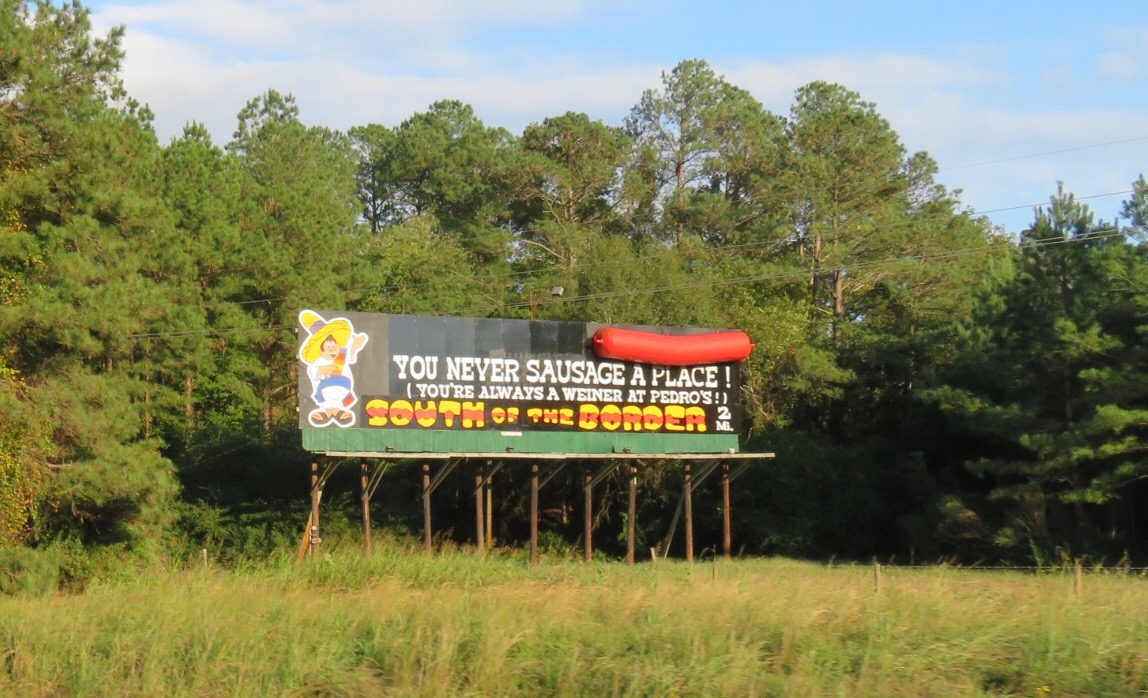 YOU NEVER SAUSAGE A PLACE!
(YOU'RE ALWAYS A WEINER AT PEDRO'S!)
SOUTH OF THE BORDER 2 MI.